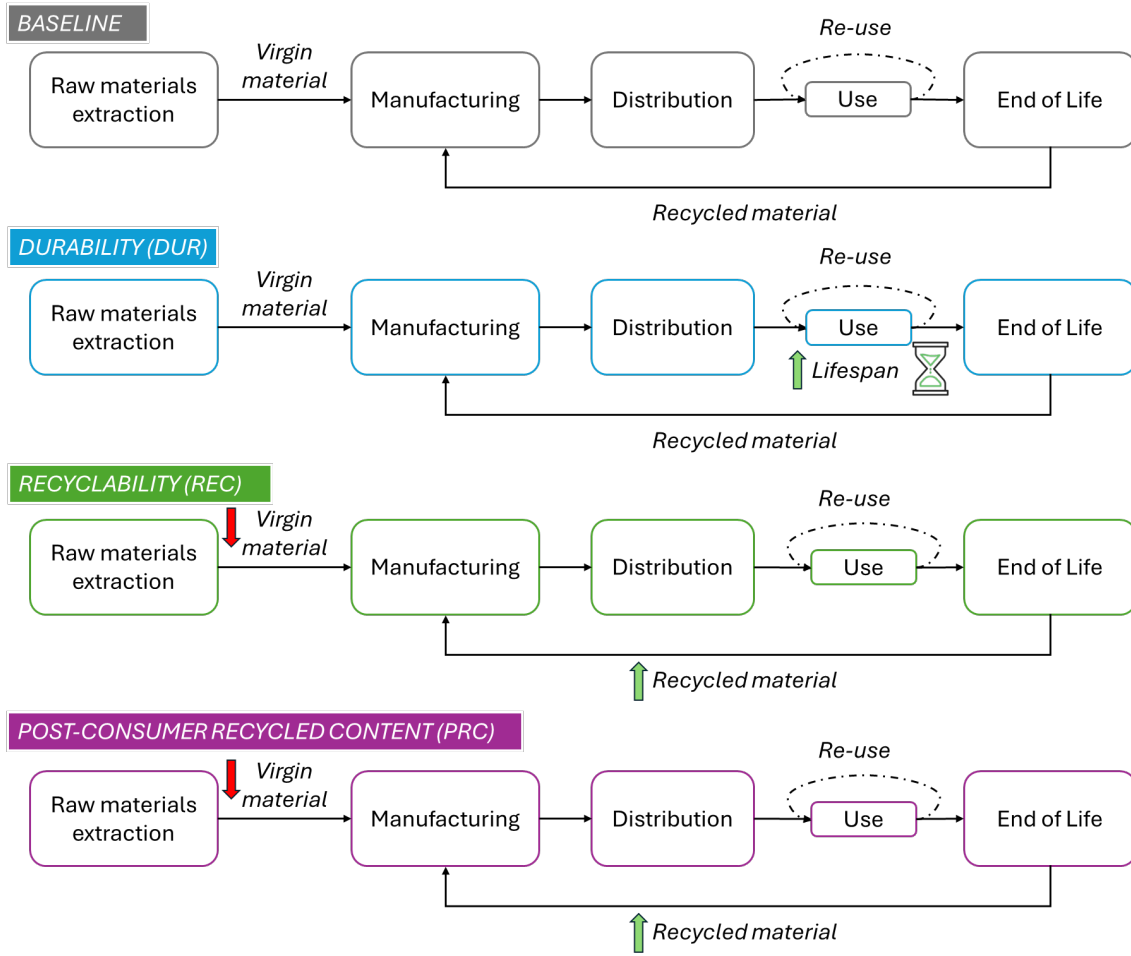 BASELINE
Re-use
Virgin
material
Raw materials
extraction
Manufacturing
Distribution
Use
End of Life
Recycled material
DURABILITY (DUR)
Re-use
Virgin
material
Raw materials
extraction
Manufacturing
Distribution
Use
End of Life
Lifespan
Recycled material
RECYCLABILITY (REC)
Re-use
Virgin
material
Raw materials
extraction
Manufacturing
Distribution
Use
End of Life
Recycled material
POST-CONSUMER RECYCLED CONTENT (PRC)
Re-use
Virgin
material
Raw materials
extraction
Manufacturing
Distribution
Use
End of Life
Recycled material